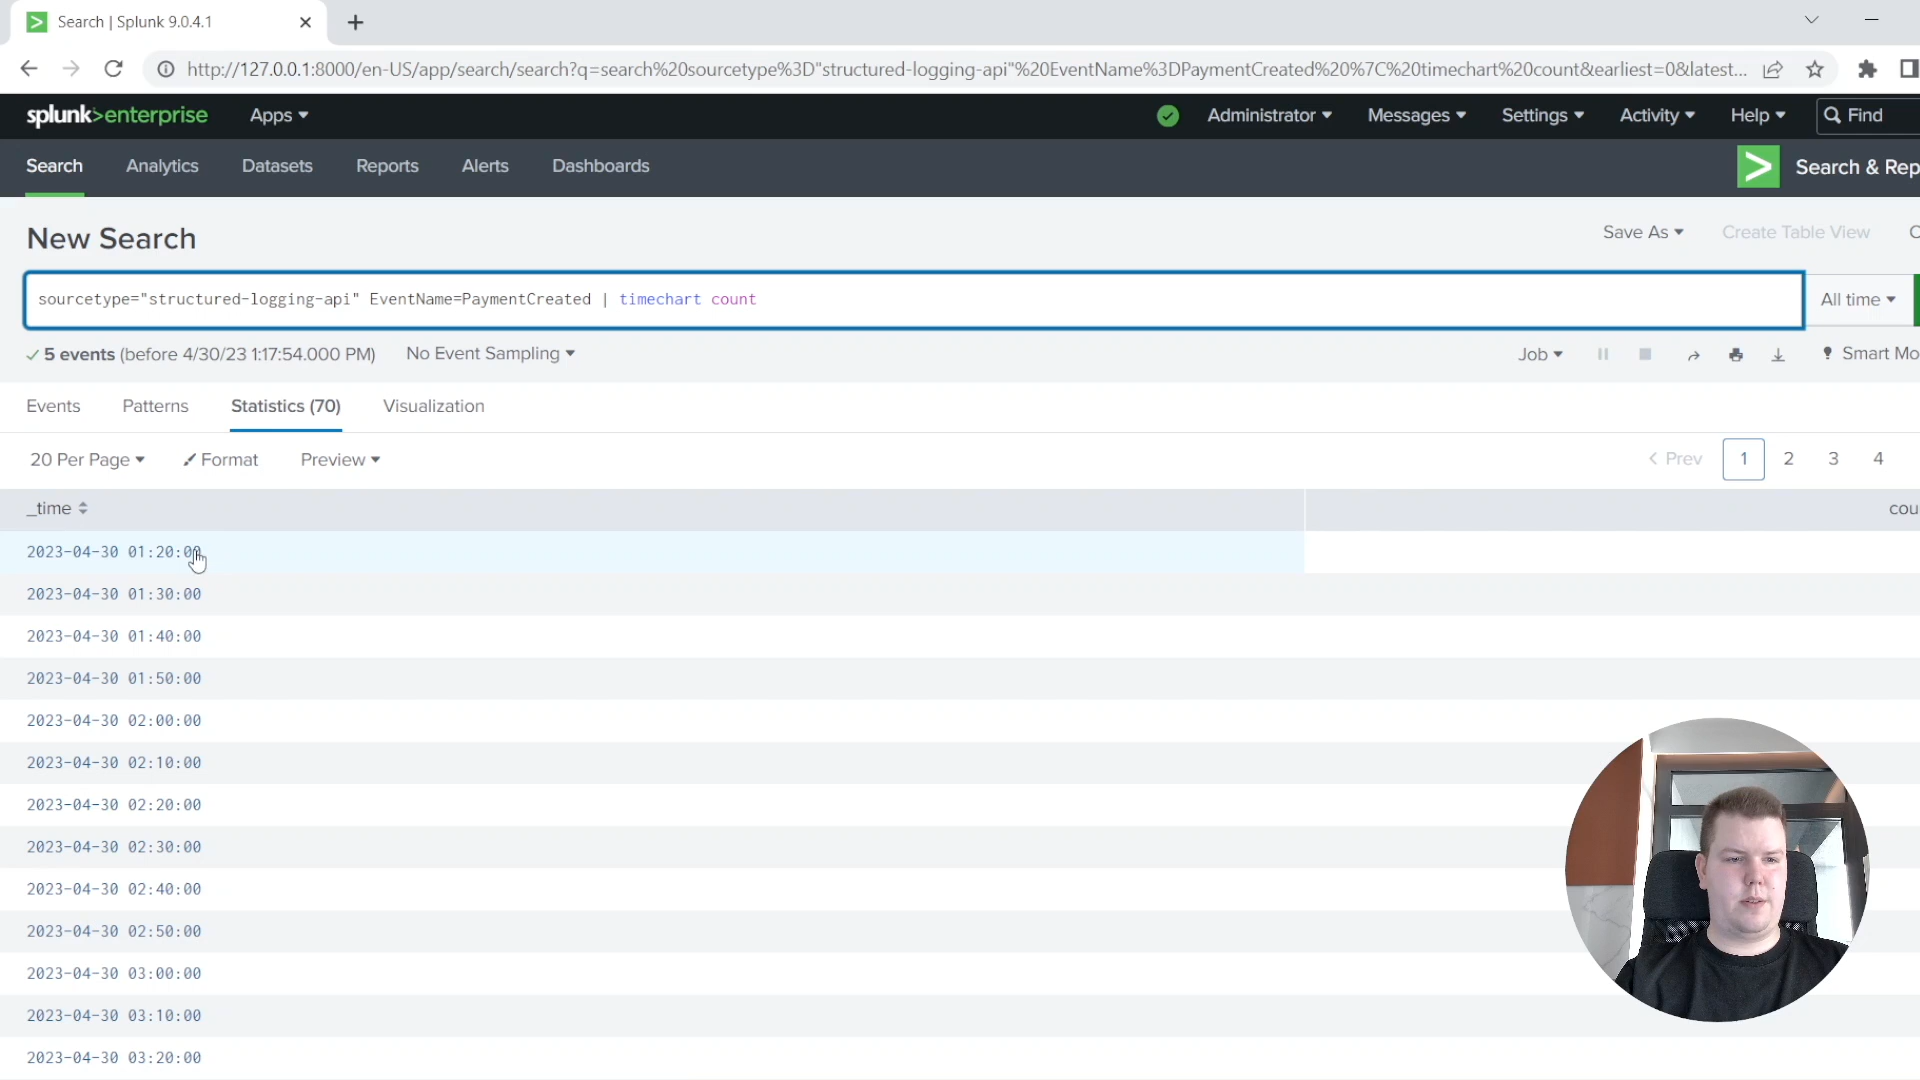 Search | Splunk 9.0.4.1
http://127.0.0.1:8000/en-US/app/search/search?q=search%20sourcetype%3D"structured-logging-api"%20EventName%3DPaymentCreated%20%7C%20timechart%20count&earliest=0&latest...
splunk>enterprise Apps Administrator Messages Settings Activity Help Find
Search Analytics Datasets Reports Alerts Dashboards Search & Rep
New Search Save As Create Table View C
sourcetype="structured-logging-api" EventName=PaymentCreated | timechart count All time
5 events (before 4/30/23 1:17:54.000 PM) No Event Sampling Job Smart Mo
Events Patterns Statistics (70) Visualization
20 Per Page Format Preview < Prev 1 2 3 4
_time cou
2023-04-30 01:20:00
2023-04-30 01:30:00
2023-04-30 01:40:00
2023-04-30 01:50:00
2023-04-30 02:00:00
2023-04-30 02:10:00
2023-04-30 02:20:00
2023-04-30 02:30:00
2023-04-30 02:40:00
2023-04-30 02:50:00
2023-04-30 03:00:00
2023-04-30 03:10:00
2023-04-30 03:20:00